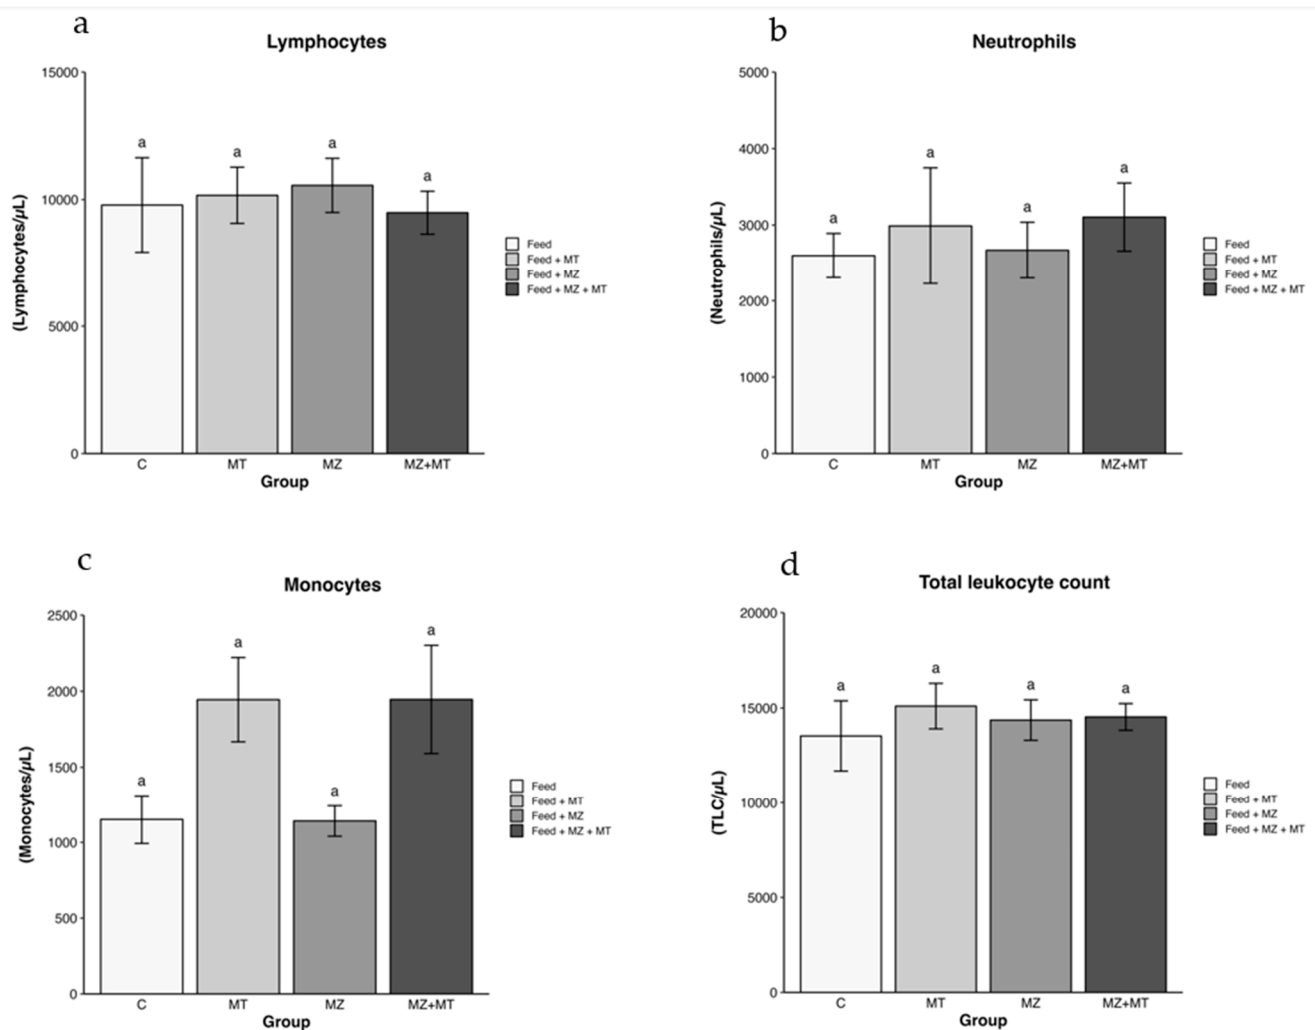 a
Lymphocytes
15000
10000
5000
0
(Lymphocytes/µL)
a
a
a
a
C MT MZ MZ+MT
Group
Feed
Feed + MT
Feed + MZ
Feed + MZ + MT
b
Neutrophils
5000
4000
3000
2000
1000
0
(Neutrophils/µL)
a
a
a
a
C MT MZ MZ+MT
Group
Feed
Feed + MT
Feed + MZ
Feed + MZ + MT
c
Monocytes
2500
2000
1500
1000
500
0
(Monocytes/µL)
a
a
a
a
C MT MZ MZ+MT
Group
Feed
Feed + MT
Feed + MZ
Feed + MZ + MT
d
Total leukocyte count
20000
15000
10000
5000
0
(TLC/µL)
a
a
a
a
C MT MZ MZ+MT
Group
Feed
Feed + MT
Feed + MZ
Feed + MZ + MT